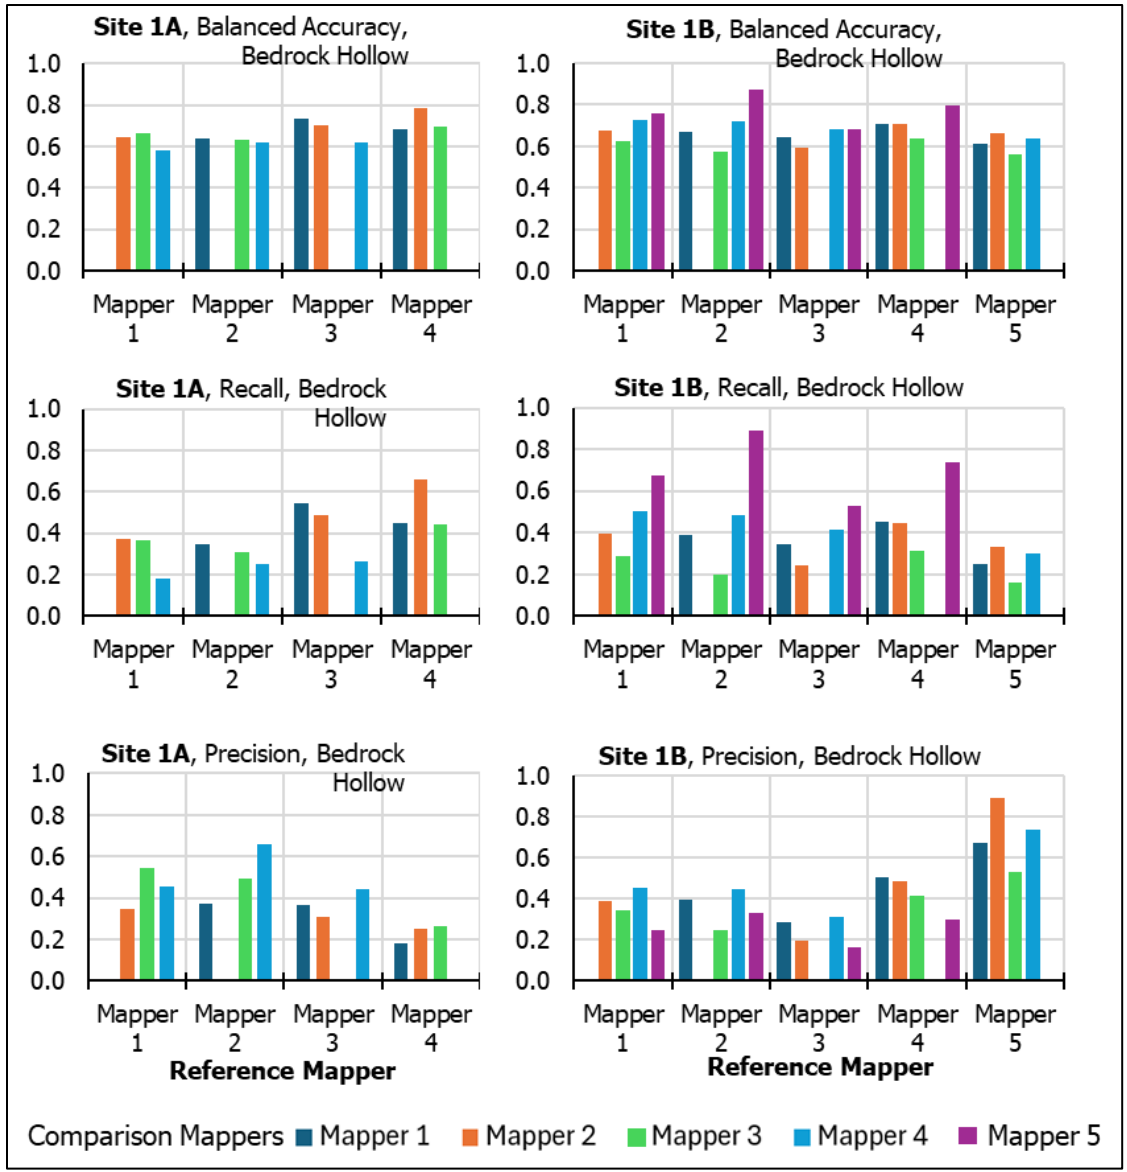 Site 1A, Balanced Accuracy,
Bedrock Hollow
1.0
0.8
0.6
0.4
0.2
0.0
Mapper 1
Mapper 2
Mapper 3
Mapper 4
Site 1B, Balanced Accuracy,
Bedrock Hollow
1.0
0.8
0.6
0.4
0.2
0.0
Mapper 1
Mapper 2
Mapper 3
Mapper 4
Mapper 5
Site 1A, Recall, Bedrock
Hollow
1.0
0.8
0.6
0.4
0.2
0.0
Mapper 1
Mapper 2
Mapper 3
Mapper 4
Site 1B, Recall, Bedrock Hollow
1.0
0.8
0.6
0.4
0.2
0.0
Mapper 1
Mapper 2
Mapper 3
Mapper 4
Mapper 5
Site 1A, Precision, Bedrock
Hollow
1.0
0.8
0.6
0.4
0.2
0.0
Mapper 1
Mapper 2
Mapper 3
Mapper 4
Reference Mapper
Site 1B, Precision, Bedrock Hollow
1.0
0.8
0.6
0.4
0.2
0.0
Mapper 1
Mapper 2
Mapper 3
Mapper 4
Mapper 5
Reference Mapper
Comparison Mappers Mapper 1 Mapper 2 Mapper 3 Mapper 4 Mapper 5